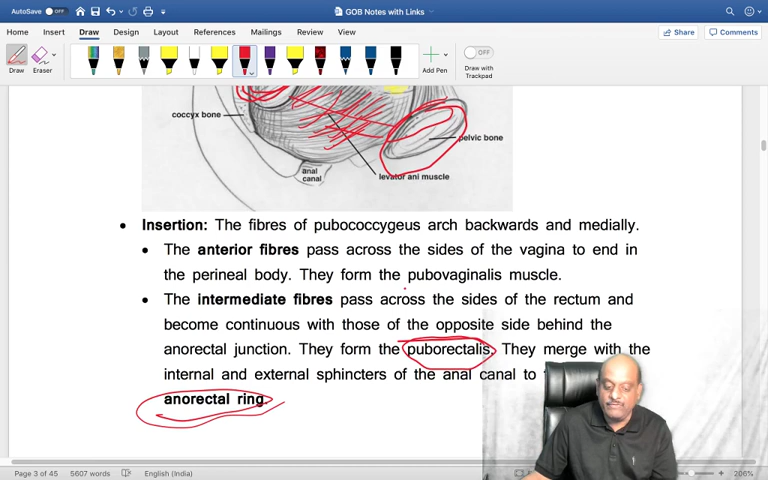 AutoSave OFF
GOB Notes with Links
Home Insert Draw Design Layout References Mailings Review View
Share Comments
Draw Eraser Add Pen OFF Draw with Trackpad
coccyx bone
pelvic bone
anal canal
levator ani muscle
• Insertion: The fibres of pubococcygeus arch backwards and medially.
• The anterior fibres pass across the sides of the vagina to end in
the perineal body. They form the pubovaginalis muscle.
• The intermediate fibres pass across the sides of the rectum and
become continuous with those of the opposite side behind the
anorectal junction. They form the puborectalis. They merge with the
internal and external sphincters of the anal canal to
anorectal ring.
Page 3 of 45 5607 words English (India)
206%